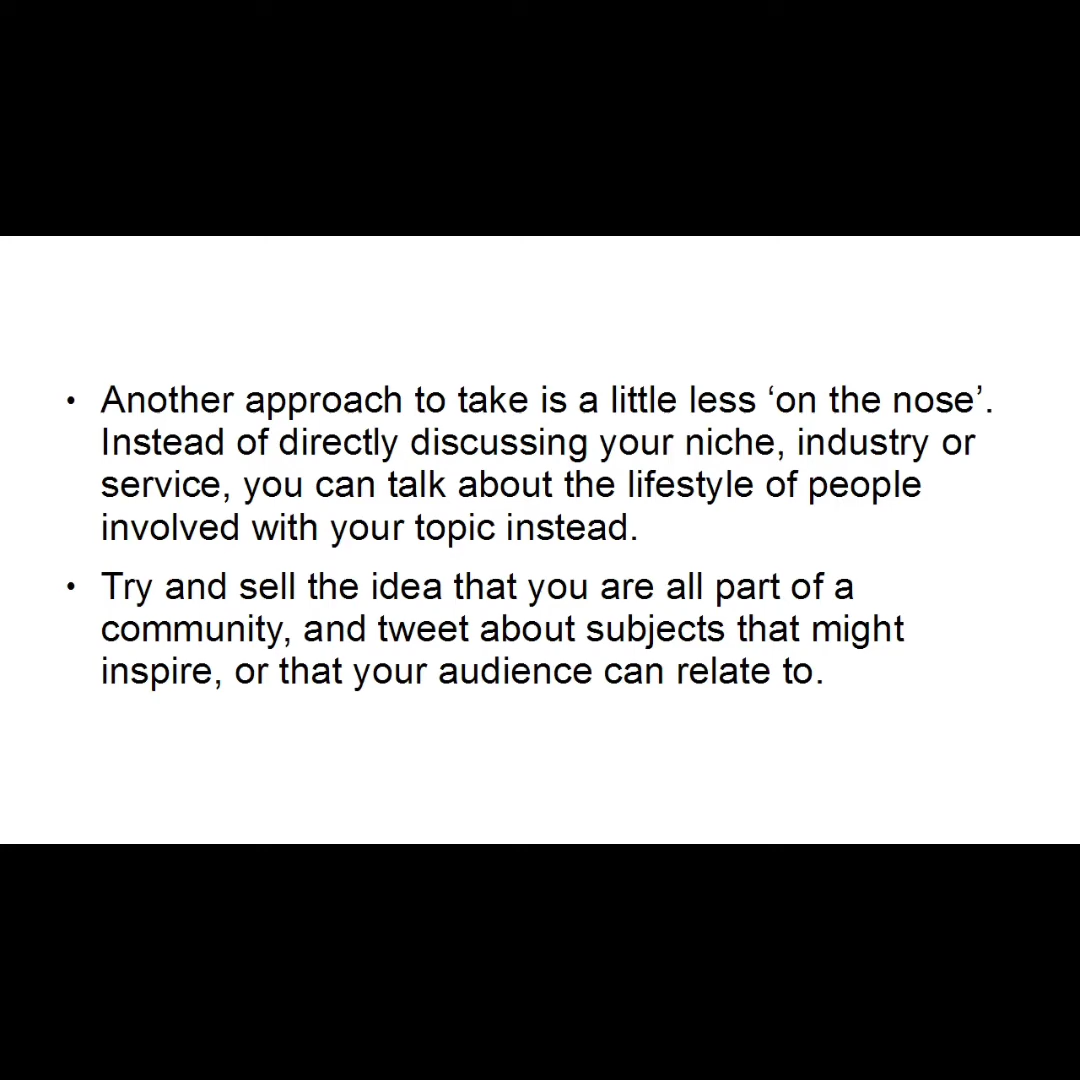 • Another approach to take is a little less ‘on the nose’.
Instead of directly discussing your niche, industry or
service, you can talk about the lifestyle of people
involved with your topic instead.
• Try and sell the idea that you are all part of a
community, and tweet about subjects that might
inspire, or that your audience can relate to.